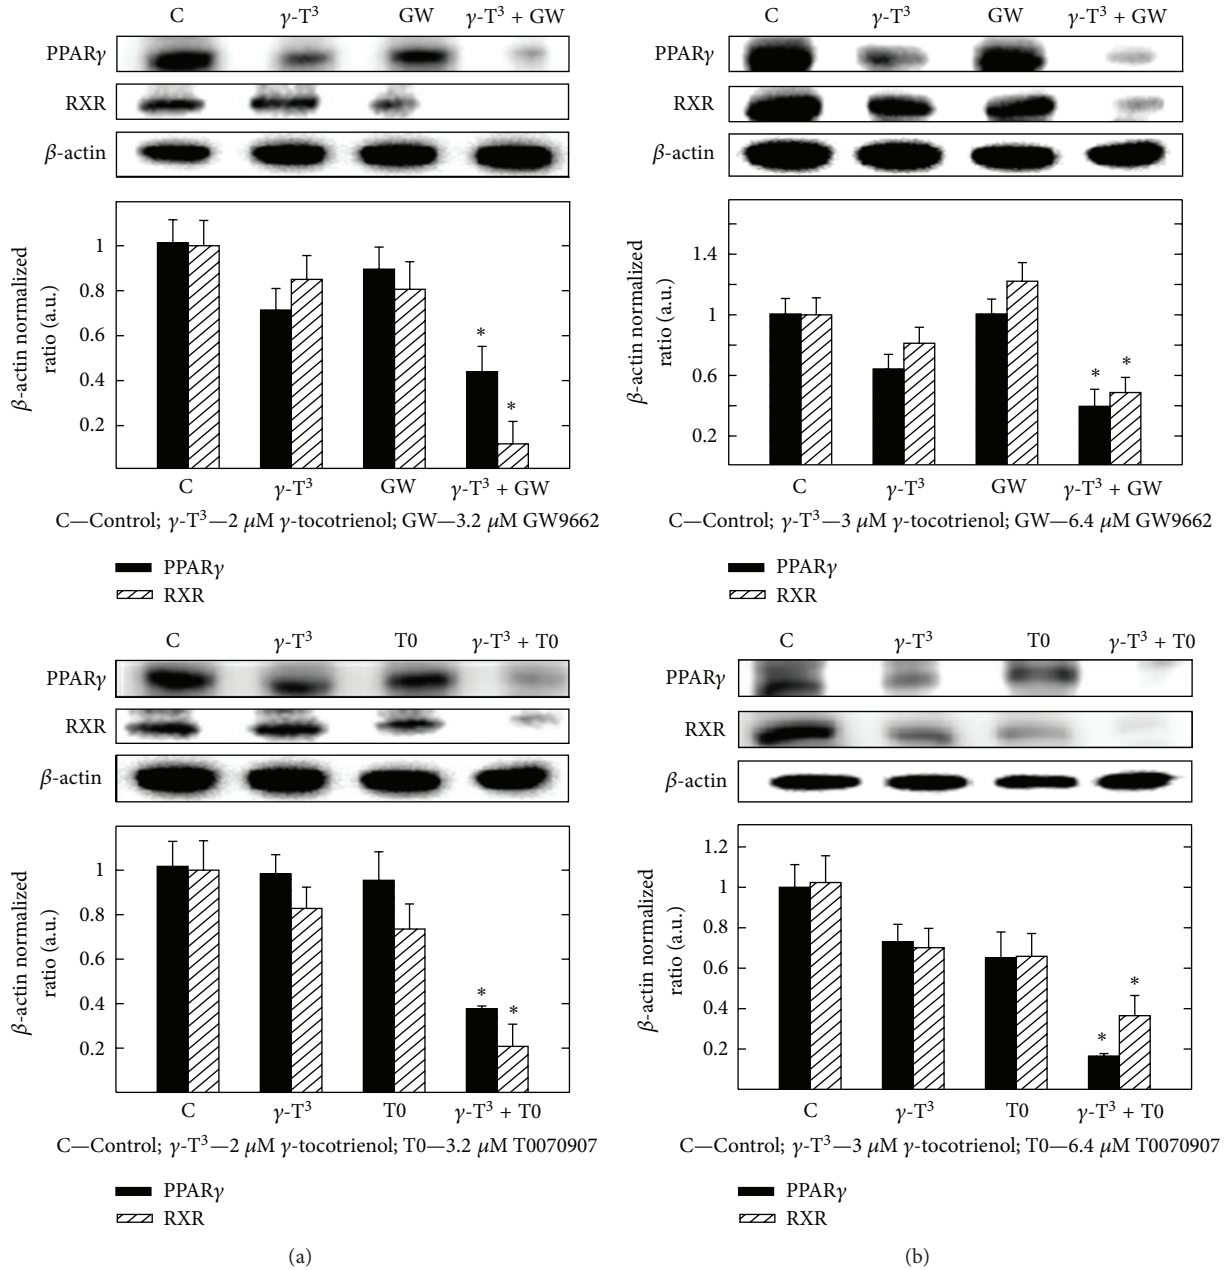 C γ-T³ GW γ-T³ + GW
PPARγ
RXR
β-actin
β-actin normalized
ratio (a.u.)
1
0.8
0.6
0.4
0.2
C γ-T³ GW γ-T³ + GW
* *
C—Control; γ-T³—2 μM γ-tocotrienol; GW—3.2 μM GW9662
PPARγ
RXR
C γ-T³ GW γ-T³ + GW
PPARγ
RXR
β-actin
β-actin normalized
ratio (a.u.)
1.4
1
0.6
0.2
* *
C γ-T³ GW γ-T³ + GW
C—Control; γ-T³—3 μM γ-tocotrienol; GW—6.4 μM GW9662
PPARγ
RXR
C γ-T³ T0 γ-T³ + T0
PPARγ
RXR
β-actin
β-actin normalized
ratio (a.u.)
1
0.8
0.6
0.4
0.2
* *
C γ-T³ T0 γ-T³ + T0
C—Control; γ-T³—2 μM γ-tocotrienol; T0—3.2 μM T0070907
PPARγ
RXR
(a)
C γ-T³ T0 γ-T³ + T0
PPARγ
RXR
β-actin
β-actin normalized
ratio (a.u.)
1.2
1
0.8
0.6
0.4
0.2
* *
C γ-T³ T0 γ-T³ + T0
C—Control; γ-T³—3 μM γ-tocotrienol; T0—6.4 μM T0070907
PPARγ
RXR
(b)